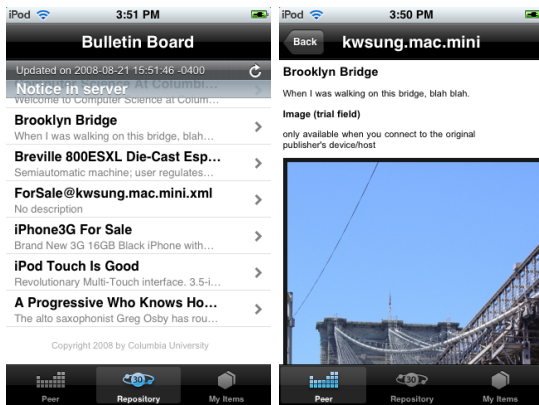 iPod 3:51 PM
Bulletin Board
Updated on 2008-08-21 15:51:46 -0400
Computer Science At Columbi...
Notice in server
Welcome to Computer Science at Colum...
Brooklyn Bridge
When I was walking on this bridge, blah...
Breville 800ESXL Die-Cast Esp...
Semiautomatic machine; user regulates...
ForSale@kwsung.mac.mini.xml
No description
iPhone3G For Sale
Brand New 3G 16GB Black iPhone with...
iPod Touch Is Good
Revolutionary Multi-Touch interface. 3.5-i...
A Progressive Who Knows Ho...
The alto saxophonist Greg Osby has rou...
Copyright 2008 by Columbia University
30
Peer Repository My Items
iPod 3:50 PM
Back kwsung.mac.mini
Brooklyn Bridge
When I was walking on this bridge, blah blah.
Image (trial field)
only available when you connect to the original
publisher's device/host
30
Peer Repository My Items